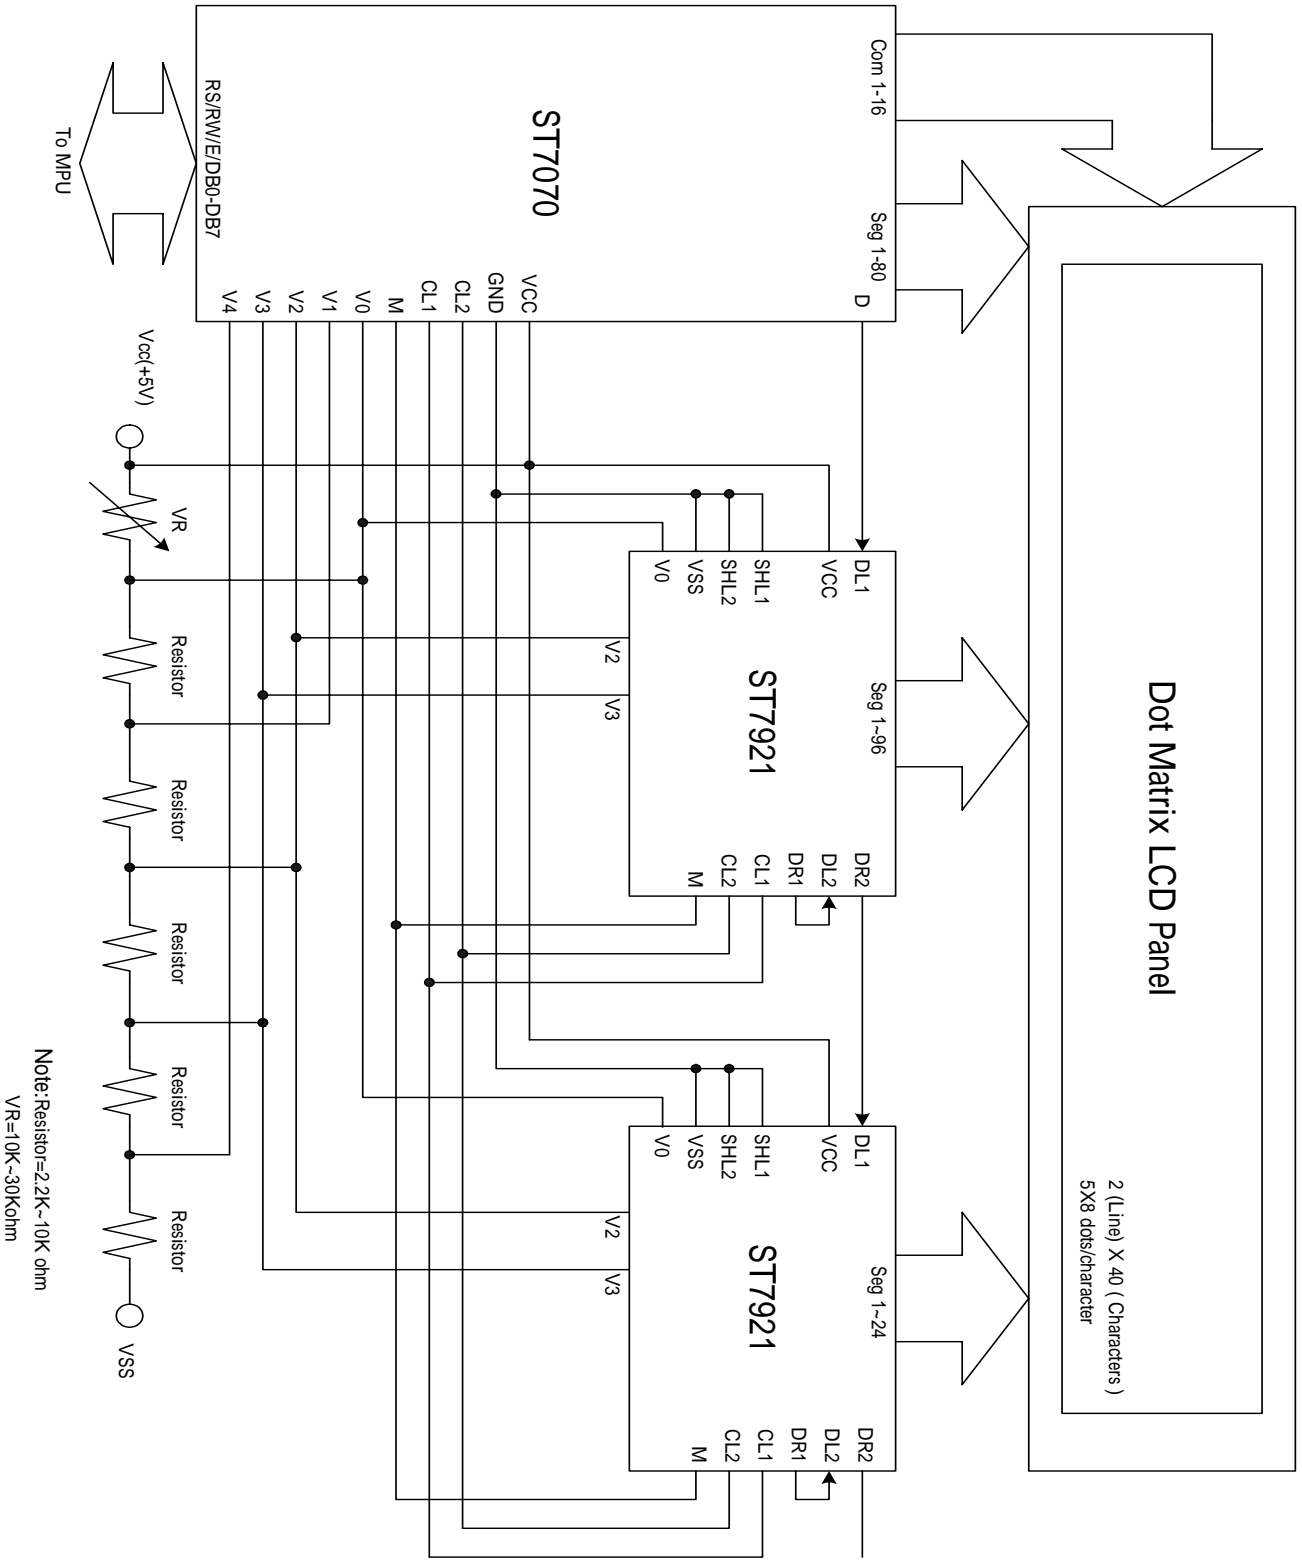 Dot Matrix LCD Panel
2 (Line) X 40 ( Characters )
5X8 dots/character
Com 1-16
Seg 1-80
D
ST7070
RS/RW/E/DB0-DB7
To MPU
VCC
GND
CL2
CL1
M
V0
V1
V2
V3
V4
DL1
VCC
SHL1
SHL2
VSS
V0
V2
V3
ST7921
Seg 1~96
DR2
DL2
DR1
CL1
CL2
M
DL1
VCC
SHL1
SHL2
VSS
V0
V2
V3
ST7921
Seg 1~24
DR2
DL2
DR1
CL1
CL2
M
Vcc(+5V)
VR
Resistor
Resistor
Resistor
Resistor
Resistor
VSS
Note:Resistor=2.2K~10K ohm
VR=10K~30Kohm